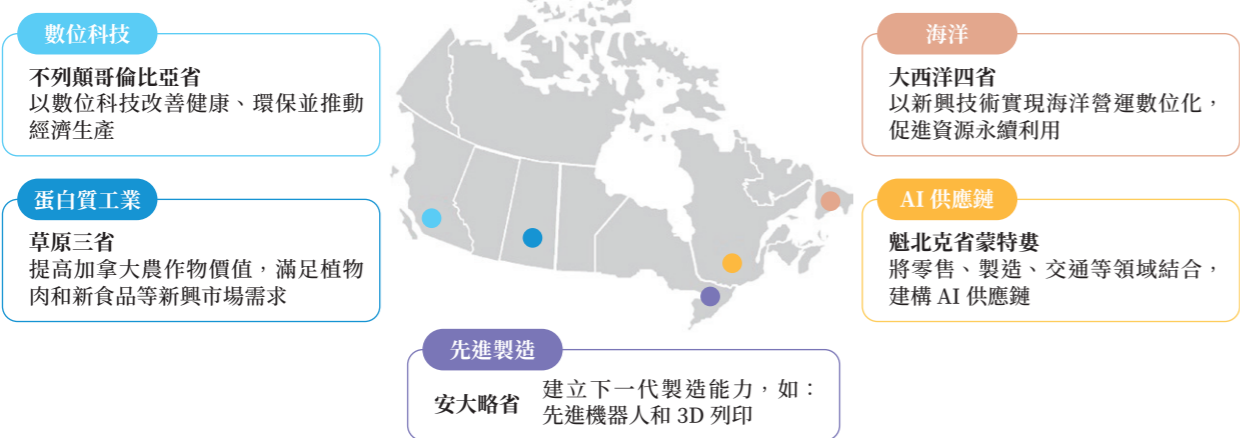 數位科技
不列顛哥倫比亞省
以數位科技改善健康、環保並推動
經濟生產
蛋白質工業
草原三省
提高加拿大農作物價值，滿足植物
肉和新食品等新興市場需求
海洋
大西洋四省
以新興技術實現海洋營運數位化，
促進資源永續利用
AI 供應鏈
魁北克省蒙特婁
將零售、製造、交通等領域結合，
建構 AI 供應鏈
先進製造
安大略省
建立下一代製造能力，如：
先進機器人和 3D 列印